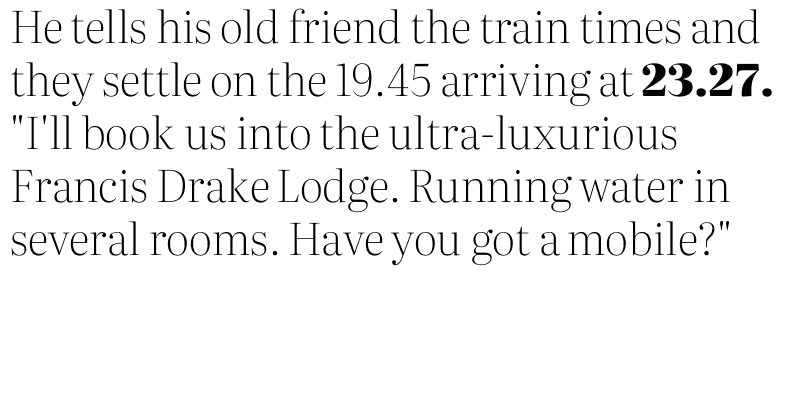 He tells his old friend the train times and
they settle on the 19.45 arriving at 23.27.
"I'll book us into the ultra-luxurious
Francis Drake Lodge. Running water in
several rooms. Have you got a mobile?"